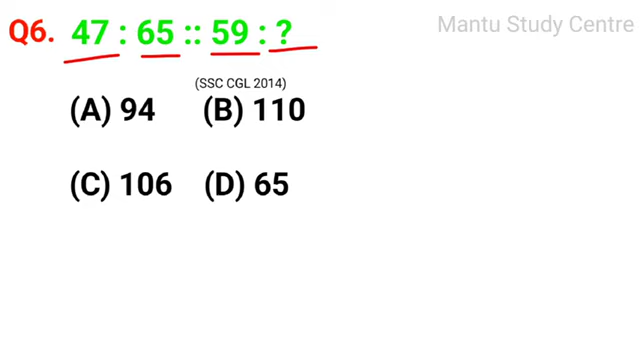 Mantu Study Centre
Q6. 47 : 65 :: 59 : ?
(SSC CGL 2014)
(A) 94 (B) 110
(C) 106 (D) 65